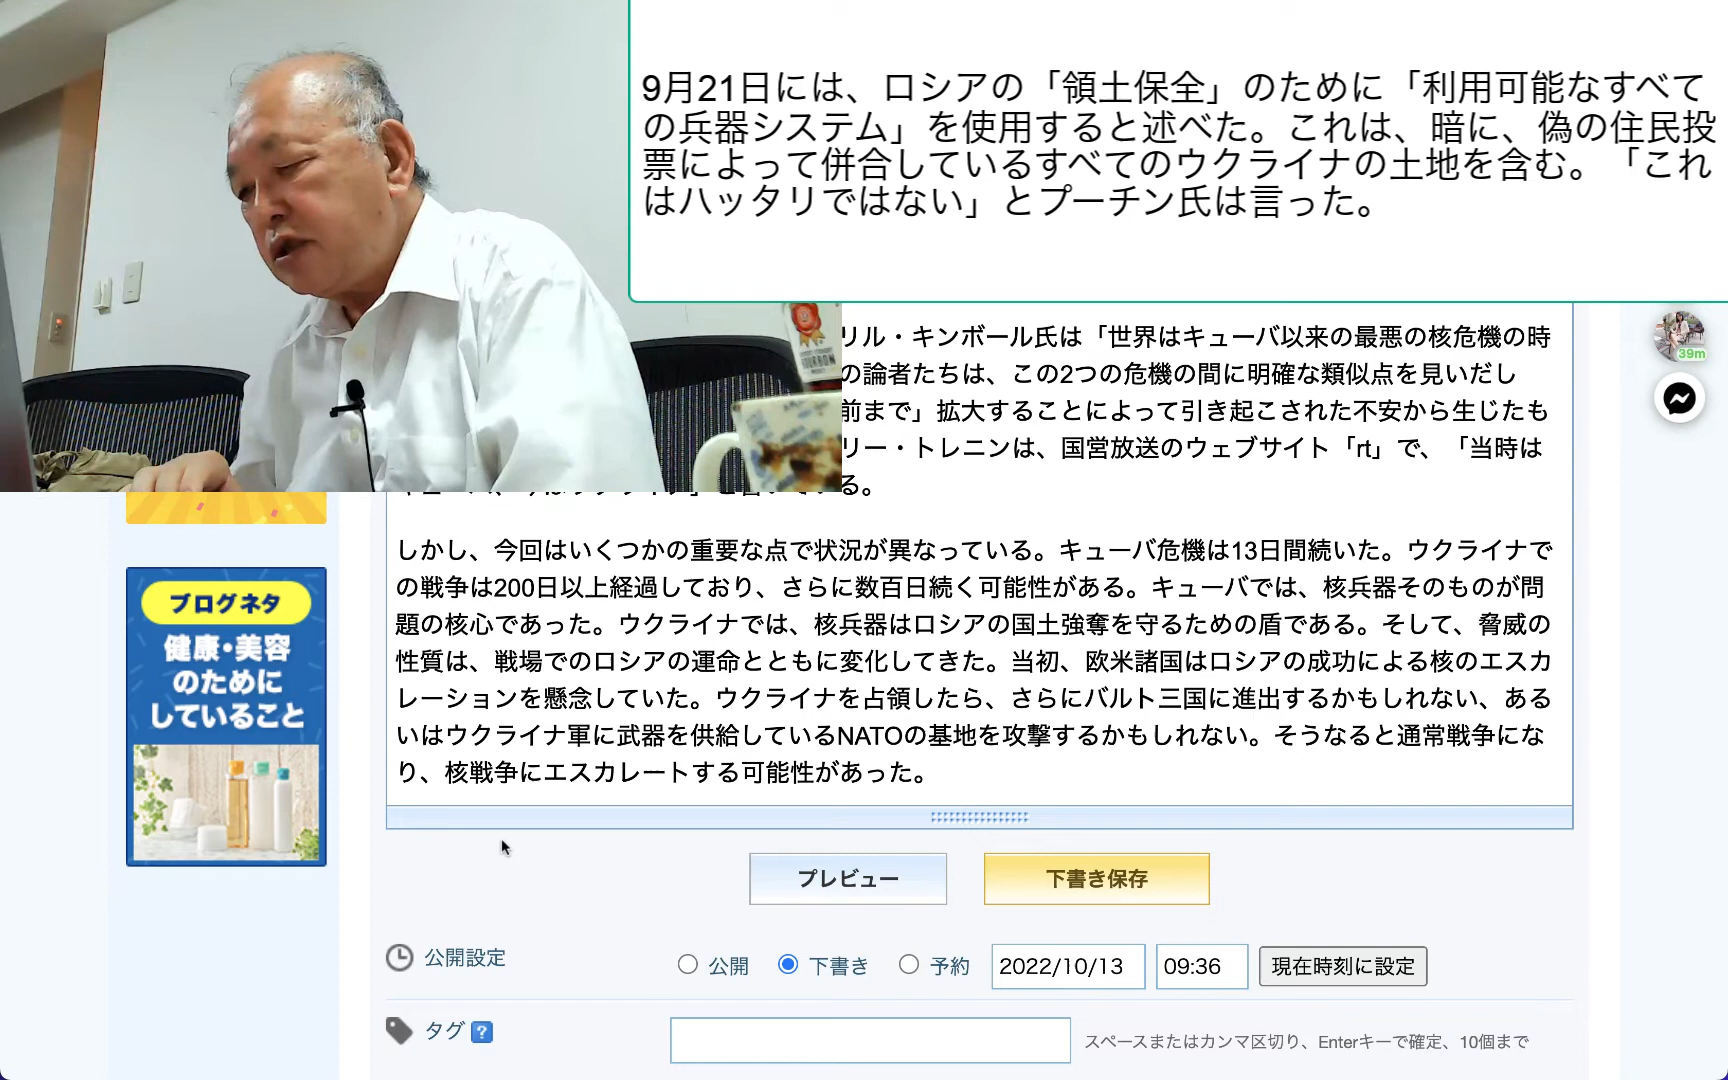 9月21日には、ロシアの「領土保全」のために「利用可能なすべて
の兵器システム」を使用すると述べた。これは、暗に、偽の住民投
票によって併合しているすべてのウクライナの土地を含む。「これ
はハッタリではない」とプーチン氏は言った。
リル・キンボール氏は「世界はキューバ以来の最悪の核危機の時
の論者たちは、この2つの危機の間に明確な類似点を見いだし
前まで」拡大することによって引き起こされた不安から生じたも
リー・トレニンは、国営放送のウェブサイト「rt」で、「当時は
る。
しかし、今回はいくつかの重要な点で状況が異なっている。キューバ危機は13日間続いた。ウクライナで
の戦争は200日以上経過しており、さらに数百日続く可能性がある。キューバでは、核兵器そのものが問
題の核心であった。ウクライナでは、核兵器はロシアの国土強奪を守るための盾である。そして、脅威の
性質は、戦場でのロシアの運命とともに変化してきた。当初、欧米諸国はロシアの成功による核のエスカ
レーションを懸念していた。ウクライナを占領したら、さらにバルト三国に進出するかもしれない、ある
いはウクライナ軍に武器を供給しているNATOの基地を攻撃するかもしれない。そうなると通常戦争にな
り、核戦争にエスカレートする可能性があった。
39m
ブログネタ
健康・美容
のために
していること
プレビュー
下書き保存
公開設定
公開
下書き
予約
2022/10/13
09:36
現在時刻に設定
タグ
?
スペースまたはカンマ区切り、Enterキーで確定、10個まで